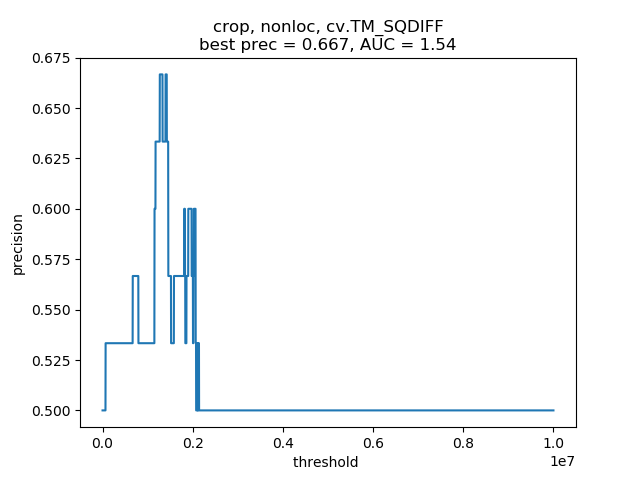 crop, nonloc, cv.TM_SQDIFF
best prec = 0.667, AUC = 1.54
0.675
0.650
0.625
0.600
0.575
0.550
0.525
0.500
precision
0.0
0.2
0.4
0.6
0.8
1.0
1e7
threshold